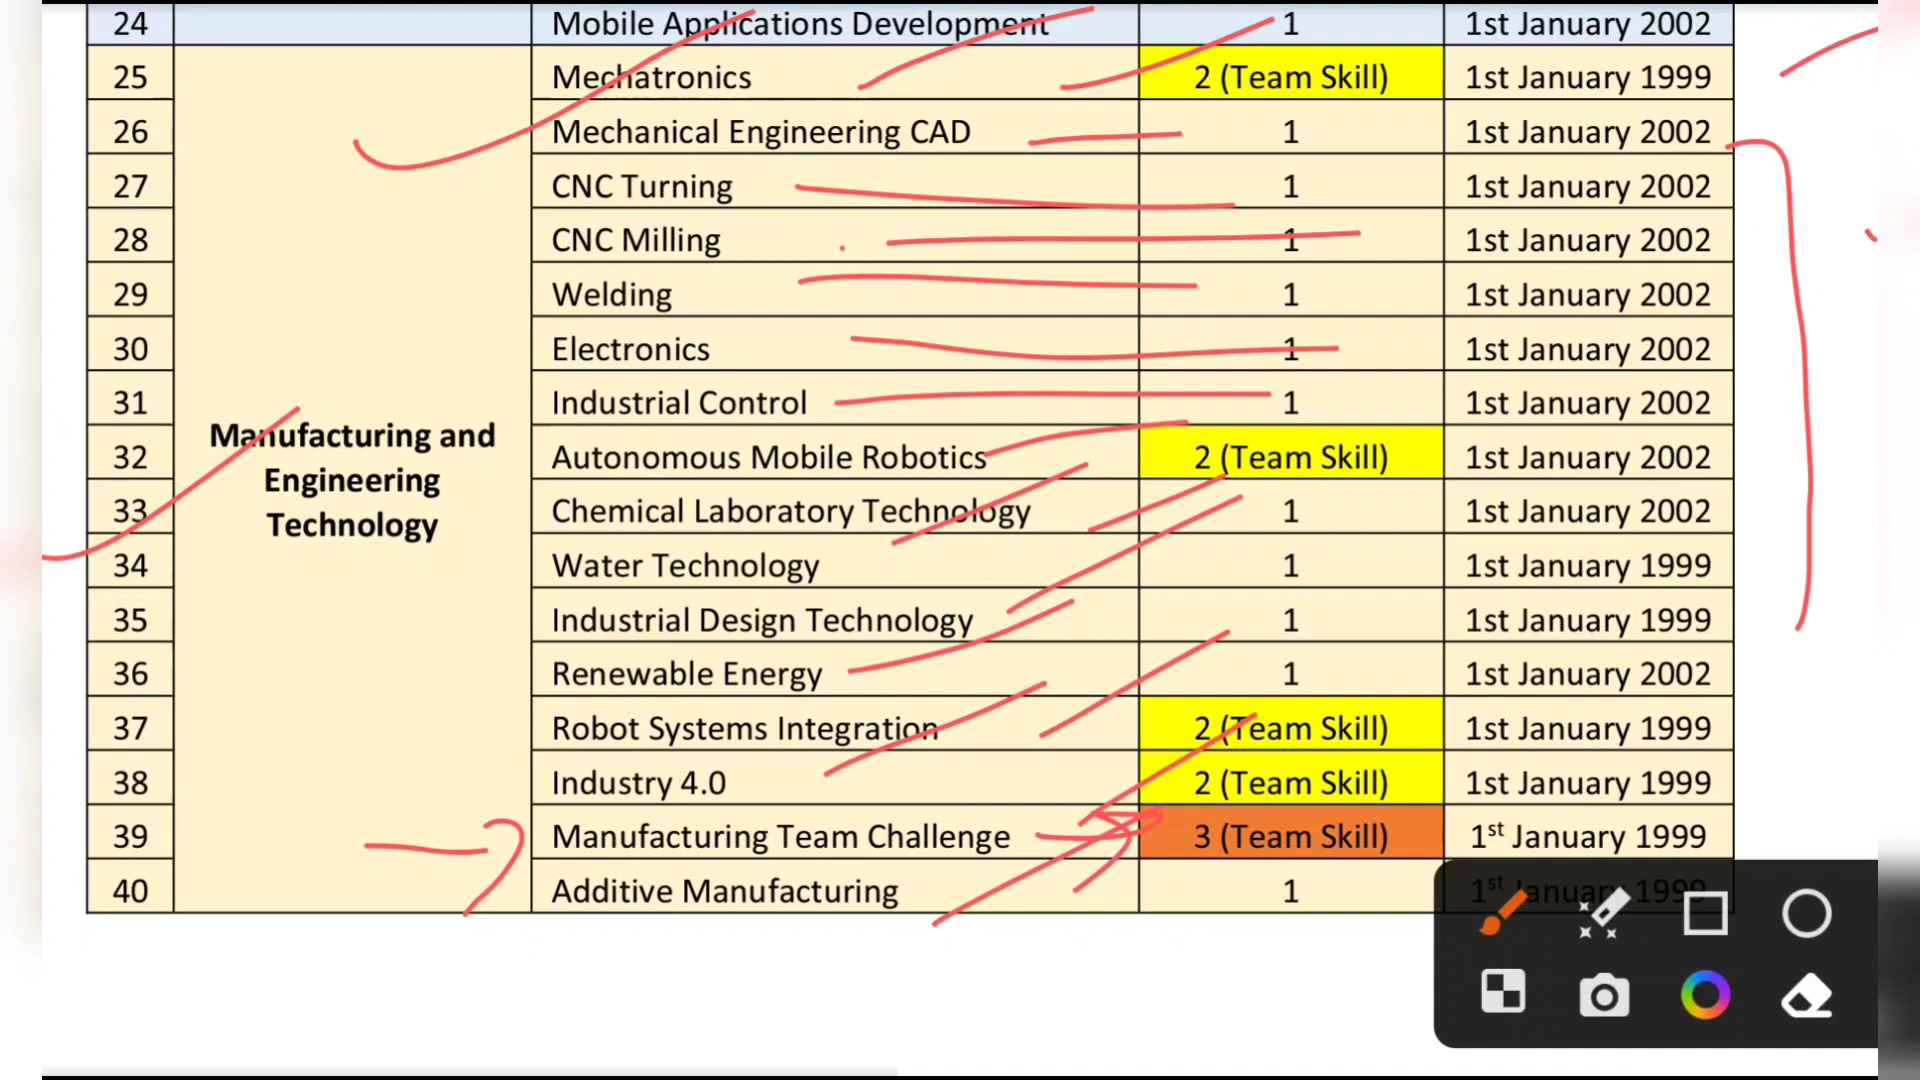 24 Mobile Applications Development 1 1st January 2002
25 Mechatronics 2 (Team Skill) 1st January 1999
26 Mechanical Engineering CAD 1 1st January 2002
27 CNC Turning 1 1st January 2002
28 CNC Milling 1 1st January 2002
29 Welding 1 1st January 2002
30 Electronics 1 1st January 2002
31 Industrial Control 1 1st January 2002
Manufacturing and
Engineering
Technology
32 Autonomous Mobile Robotics 2 (Team Skill) 1st January 2002
33 Chemical Laboratory Technology 1 1st January 2002
34 Water Technology 1 1st January 1999
35 Industrial Design Technology 1 1st January 1999
36 Renewable Energy 1 1st January 2002
37 Robot Systems Integration 2 (Team Skill) 1st January 1999
38 Industry 4.0 2 (Team Skill) 1st January 1999
39 Manufacturing Team Challenge 3 (Team Skill) 1st January 1999
40 Additive Manufacturing 1 1st January 1999